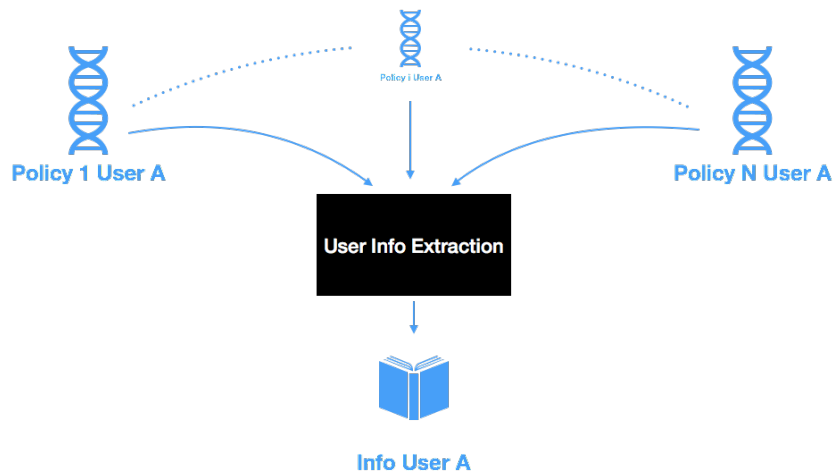 Policy i User A
Policy 1 User A
Policy N User A
User Info Extraction
Info User A